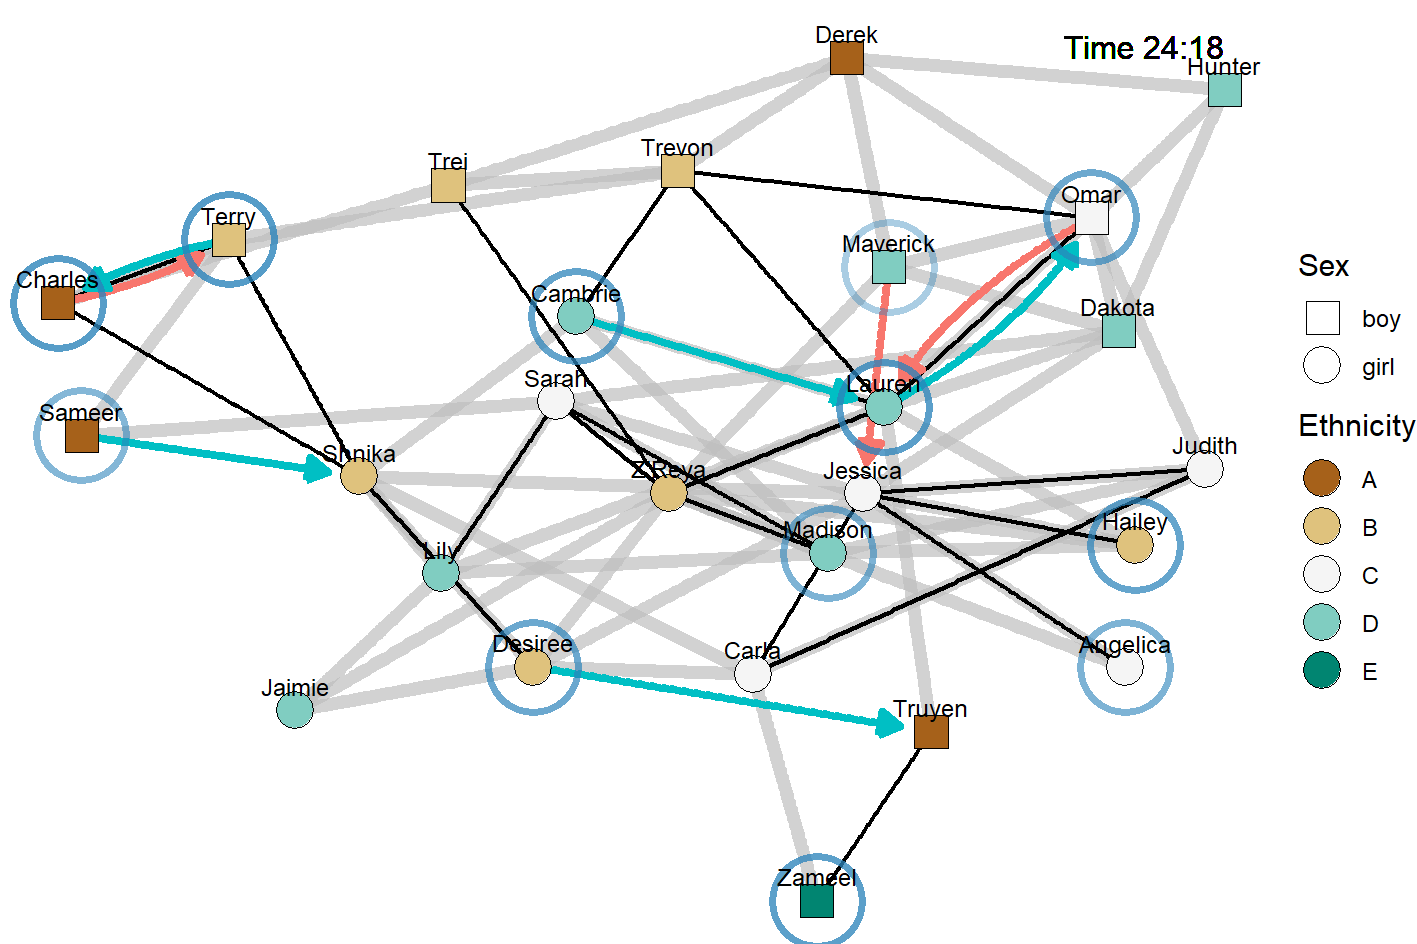 Derek
Time 24:18
Hunter
Trevon
Trei
Omar
Terry
Maverick
Sex
Charles
Cambrie
Dakota
boy
girl
Sarah
Lauren
Sameer
Ethnicity
Shnika
Z'Reya
Jessica
Judith
A
Madison
Hailey
B
Lily
C
Desiree
Carla
Angelica
D
Jaimie
Truyen
E
Zameel